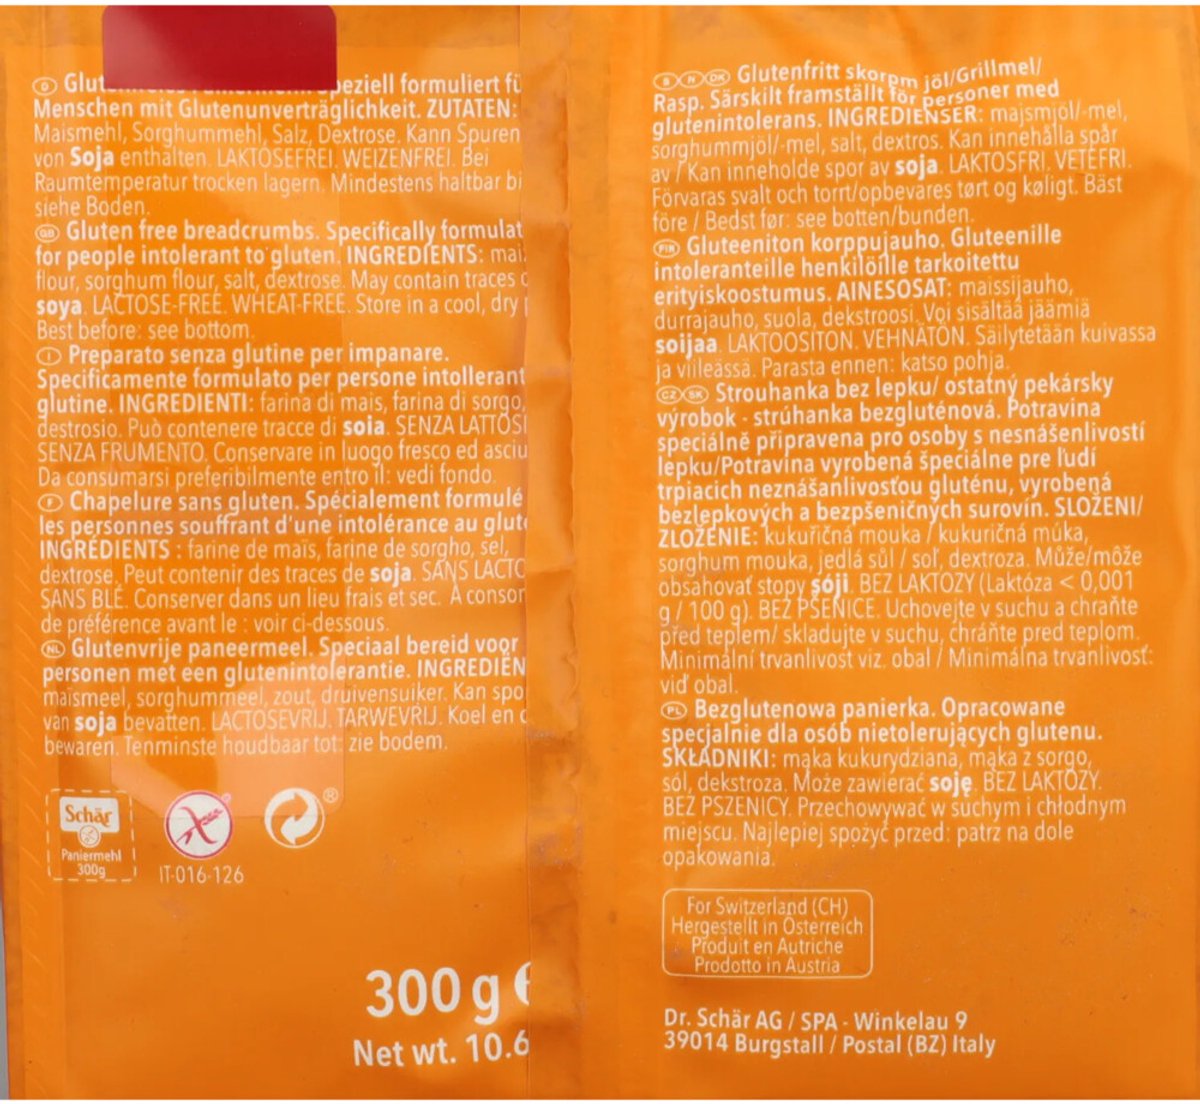 D Glut peziell formuliert fü
Menschen mit Glutenunverträglichkeit. ZUTATEN:
Maismehl, Sorghummehl, Salz, Dextrose. Kann Spuren
von Soja enthalten. LAKTOSEFREI. WEIZENFREI. Bei
Raumtemperatur trocken lagern. Mindestens haltbar bi
siehe Boden.
GB Gluten free breadcrumbs. Specifically formulat
for people intolerant to gluten. INGREDIENTS: mai
flour, sorghum flour, salt, dextrose. May contain traces o
soya. LACTOSE-FREE. WHEAT-FREE. Store in a cool, dry p
Best before: see bottom.
I Preparato senza glutine per impanare.
Specificamente formulato per persone intollerant
glutine. INGREDIENTI: farina di mais, farina di sorgo,
destrosio. Può contenere tracce di soia. SENZA LATTOSI
SENZA FRUMENTO. Conservare in luogo fresco ed asciu
Da consumarsi preferibilmente entro il: vedi fondo.
F Chapelure sans gluten. Spécialement formulé
les personnes souffrant d'une intolérance au glut
INGRÉDIENTS : farine de maïs, farine de sorgho, sel,
dextrose. Peut contenir des traces de soja. SANS LACTO
SANS BLÉ. Conserver dans un lieu frais et sec. À consor
de préférence avant le : voir ci-dessous.
NL Glutenvrije paneermeel. Speciaal bereid voor
personen met een glutenintolerantie. INGREDIËN
maïsmeel, sorghummeel, zout, druivensuiker. Kan spo
van soja bevatten. LACTOSEVRIJ. TARWEVRIJ. Koel en d
bewaren. Tenminste houdbaar tot: zie bodem.
Schär
Paniermehl
300g
IT-016-126
®
300 g e
Net wt. 10.6
S N DK Glutenfritt skorpm jöl/Grillmel/
Rasp. Särskilt framställt för personer med
glutenintolerans. INGREDIENSER: majsmjöl/-mel,
sorghummjöl/-mel, salt, dextros. Kan innehålla spår
av / Kan inneholde spor av soja. LAKTOSFRI. VETEFRI.
Förvaras svalt och torrt/opbevares tørt og køligt. Bäst
före / Bedst før: see botten/bunden.
FIN Gluteeniton korppujauho. Gluteenille
intoleranteille henkilöille tarkoitettu
erityiskoostumus. AINESOSAT: maissijauho,
durrajauho, suola, dekstroosi. Voi sisältää jäämiä
soijaa. LAKTOOSITON. VEHNÄTÖN. Säilytetään kuivassa
ja viileässä. Parasta ennen: katso pohja.
CZ SK Strouhanka bez lepku/ ostatný pekársky
výrobok - strúhanka bezgluténová. Potravina
speciálně připravena pro osoby s nesnášenlivostí
lepku/Potravina vyrobená špeciálne pre ľudí
trpiacich neznášanlivosťou gluténu, vyrobená
bezlepkových a bezpšeničných surovín. SLOŽENI/
ZLOŽENIE: kukuřičná mouka / kukuričná múka,
sorghum mouka, jedlá sůl / soľ, dextroza. Může/môže
obsahovať stopy sóji. BEZ LAKTOZY (Laktóza < 0,001
g / 100 g). BEZ PŠENICE. Uchovejte v suchu a chraňte
před teplem/ skladujte v suchu, chráňte pred teplom.
Minimální trvanlivost viz. obal / Minimálna trvanlivosť:
viď obal.
PL Bezglutenowa panierka. Opracowane
specjalnie dla osób nietolerujących glutenu.
SKŁADNIKI: mąka kukurydziana, mąka z sorgo,
sól, dekstroza. Może zawierać soję. BEZ LAKTOZY.
BEZ PSZENICY. Przechowywać w suchym i chłodnym
miejscu. Najlepiej spożyć przed: patrz na dole
opakowania.
For Switzerland (CH)
Hergestellt in Österreich
Produit en Autriche
Prodotto in Austria
Dr. Schär AG / SPA - Winkelau 9
39014 Burgstall / Postal (BZ) Italy